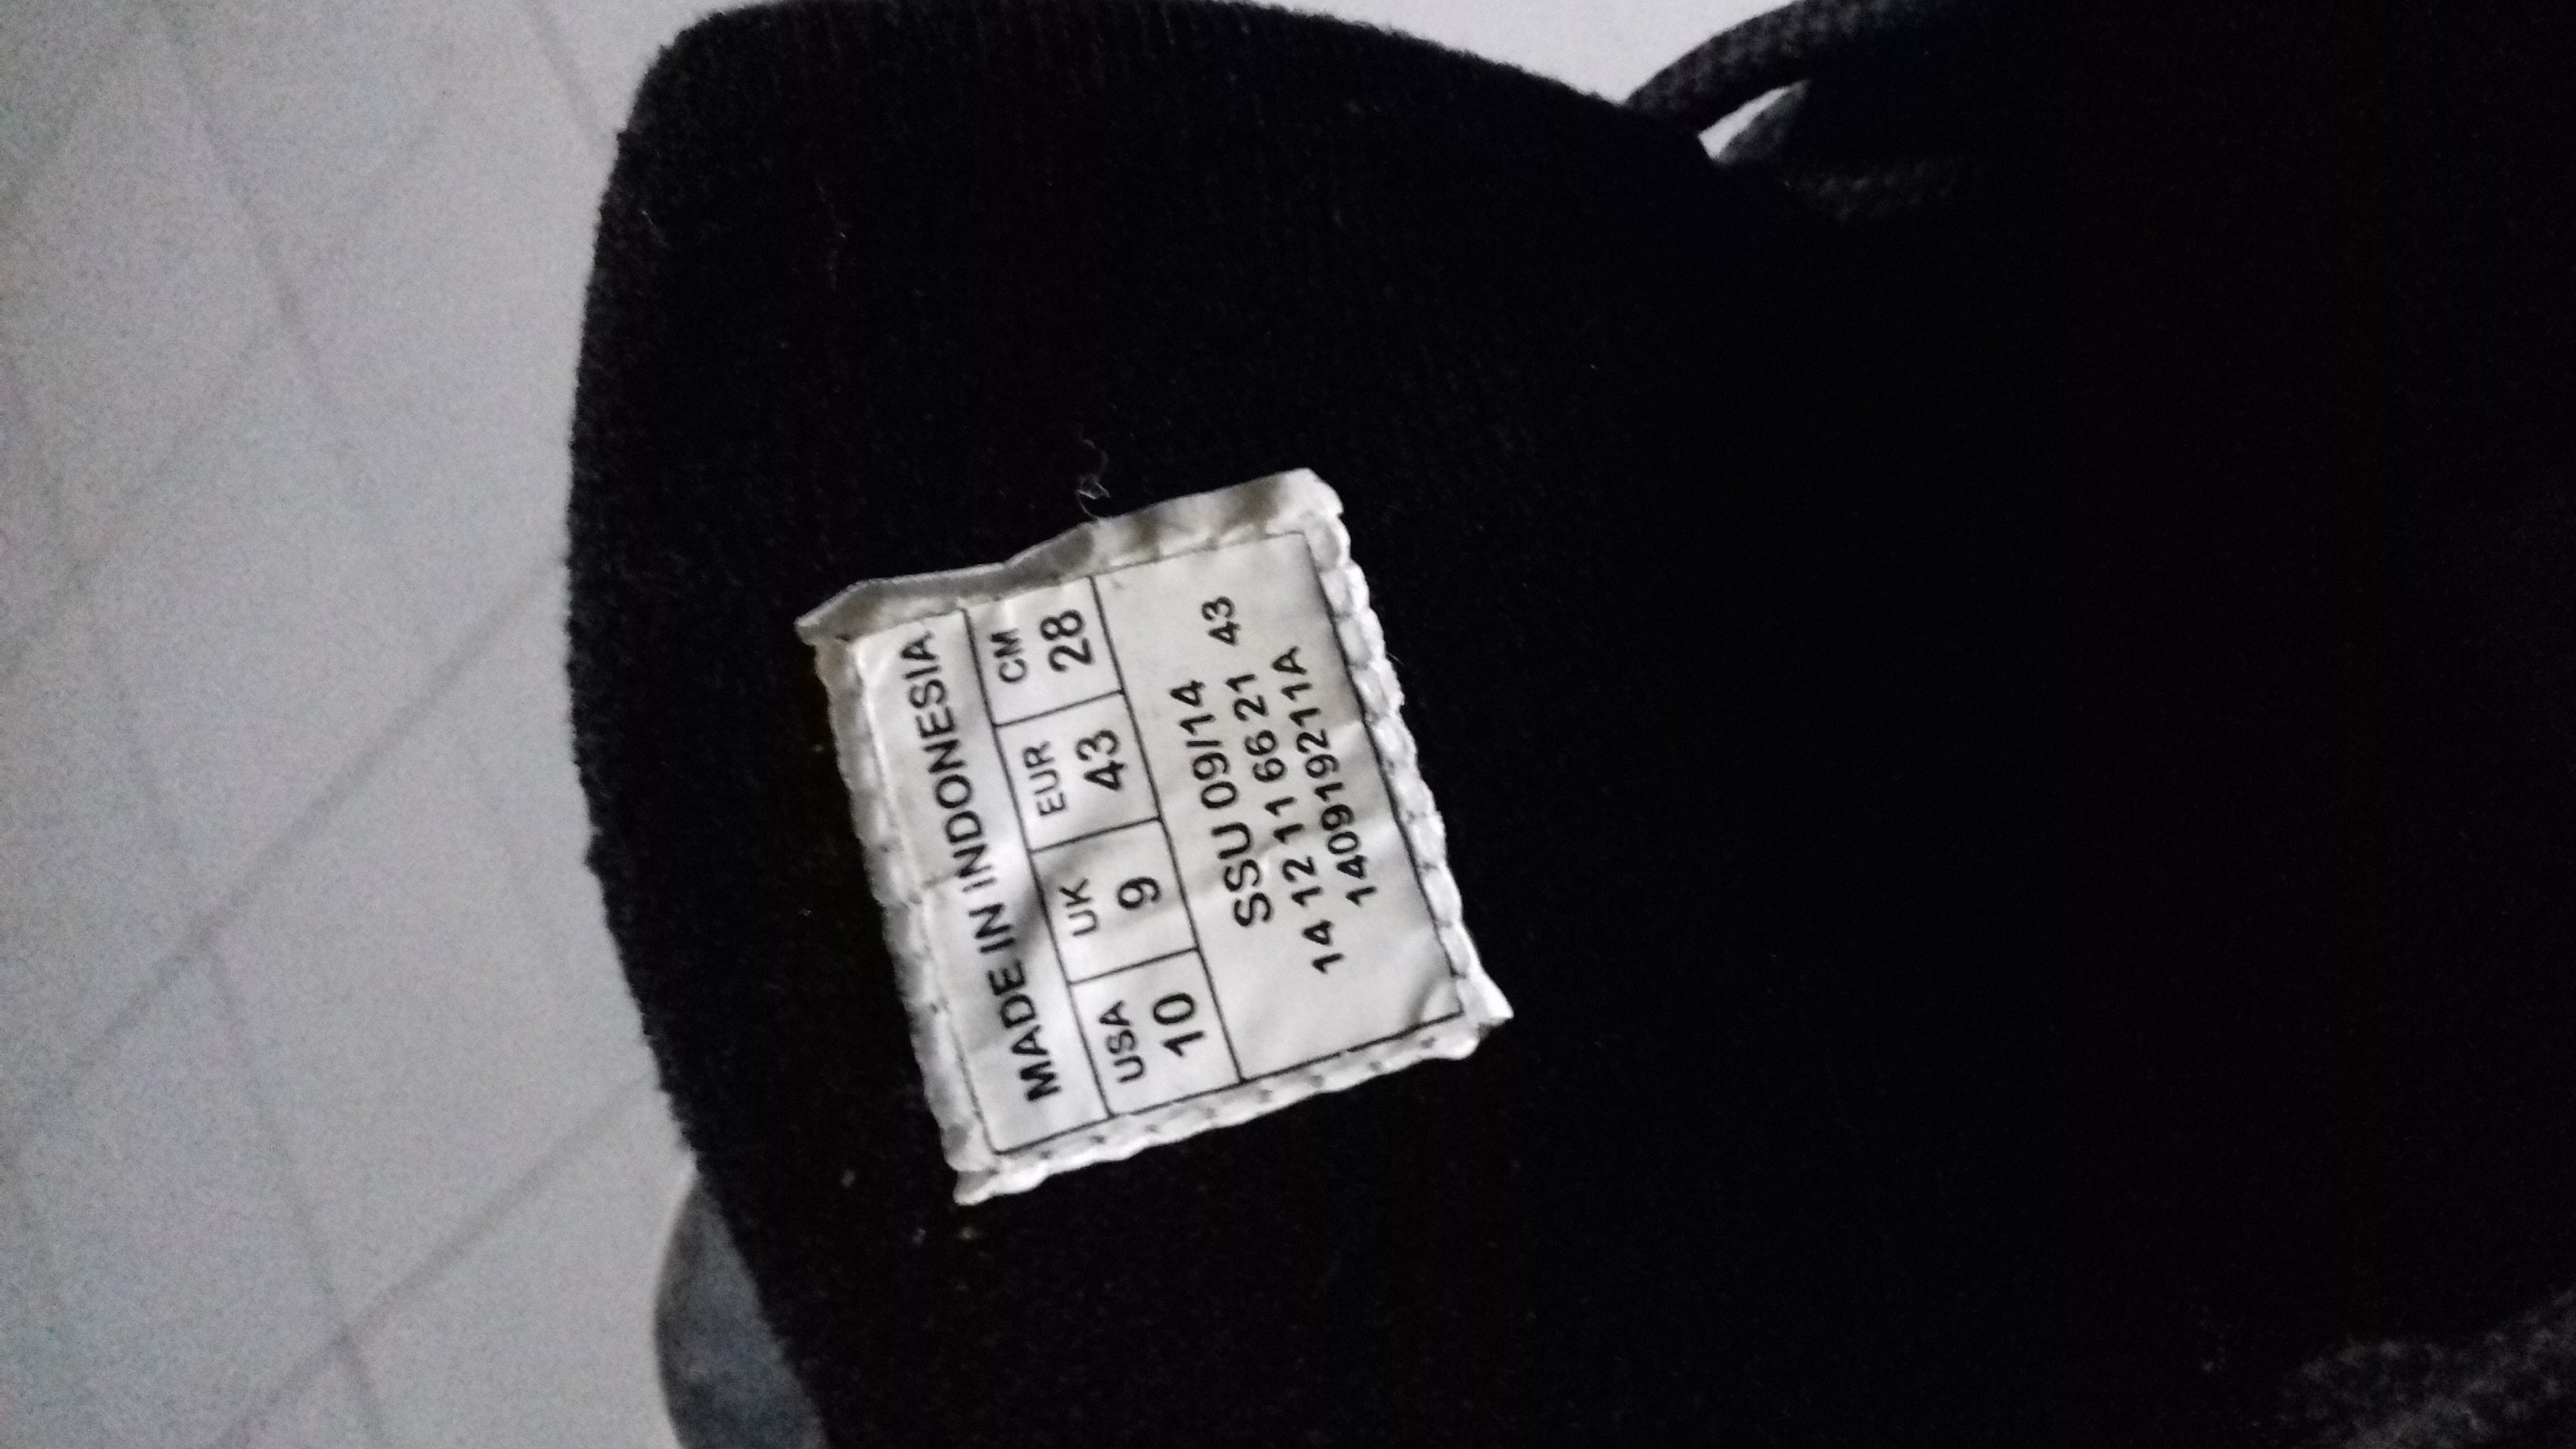 MADE IN INDONESIA
USA UK EUR CM
10 9 43 28
SSU 09/14
14 12 11 66 21 43
140919211A